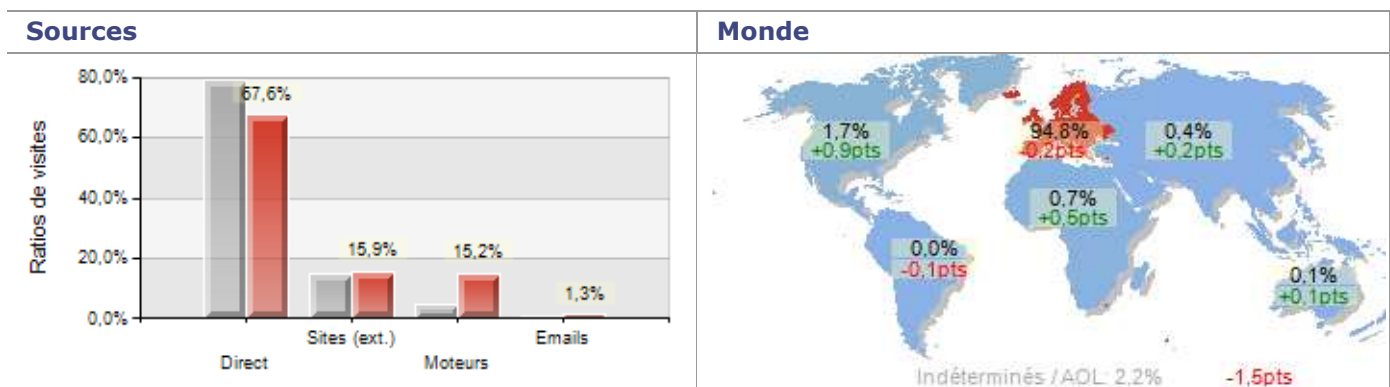 Sources
Monde
80,0%
67,6%
60,0%
40,0%
20,0%
0,0%
Ratios de visites
15,9%
15,2%
1,3%
Sites (ext.)
Emails
Direct
Moteurs
1,7%
+0,9pts
94,8%
-0,2pts
0,4%
+0,2pts
0,7%
+0,5pts
0,0%
-0,1pts
0,1%
+0,1pts
Indéterminés / AOL: 2,2% -1,5pts